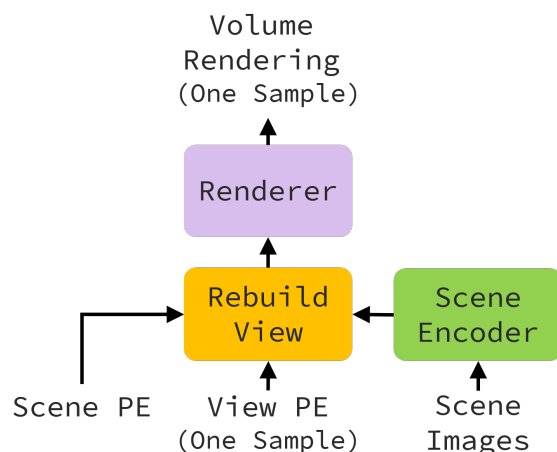 Volume
Rendering
(One Sample)
Renderer
Rebuild
View
Scene
Encoder
Scene PE
View PE
(One Sample)
Scene
Images